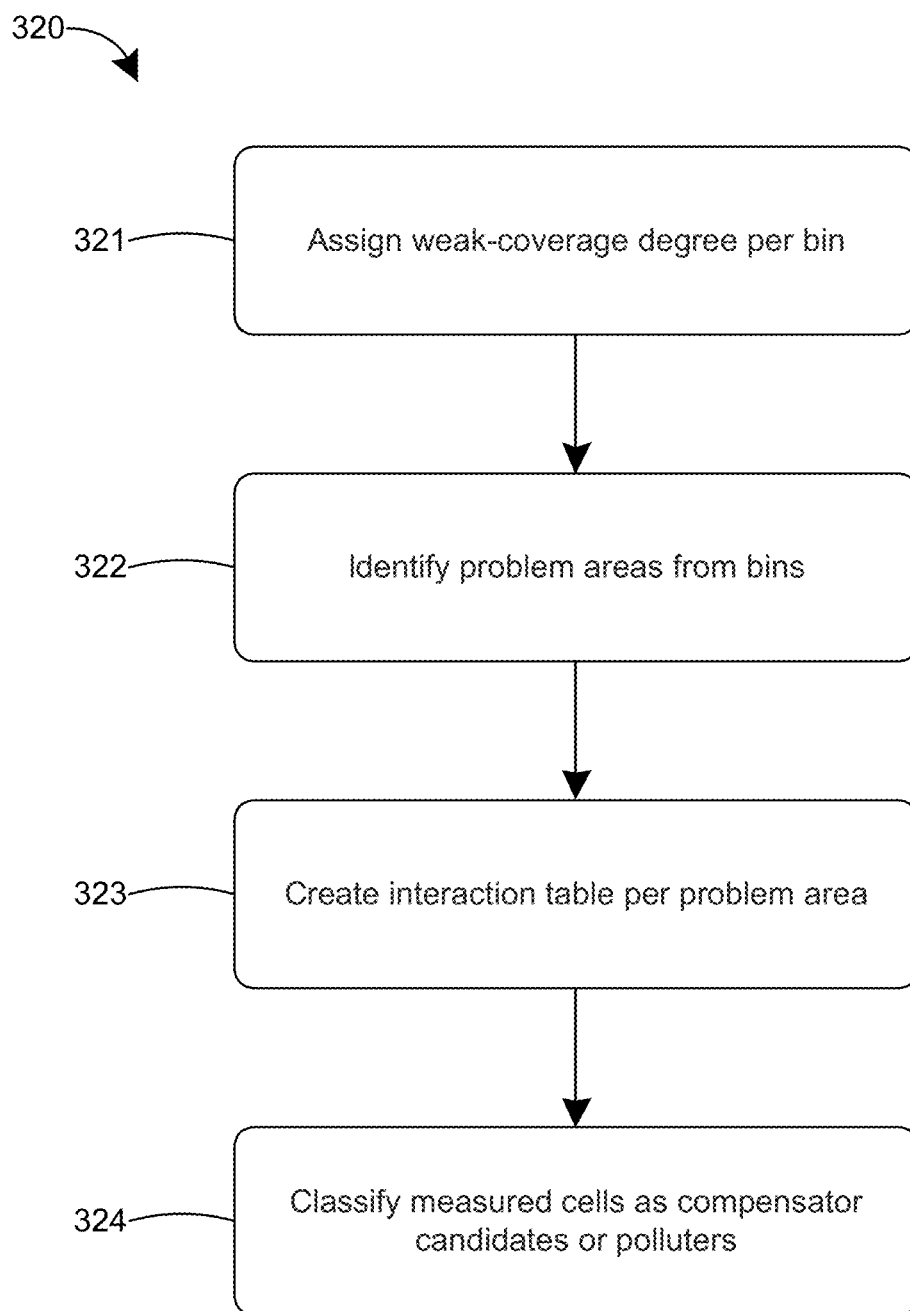 320
321
Assign weak-coverage degree per bin
322
Identify problem areas from bins
323
Create interaction table per problem area
324
Classify measured cells as compensator
candidates or polluters